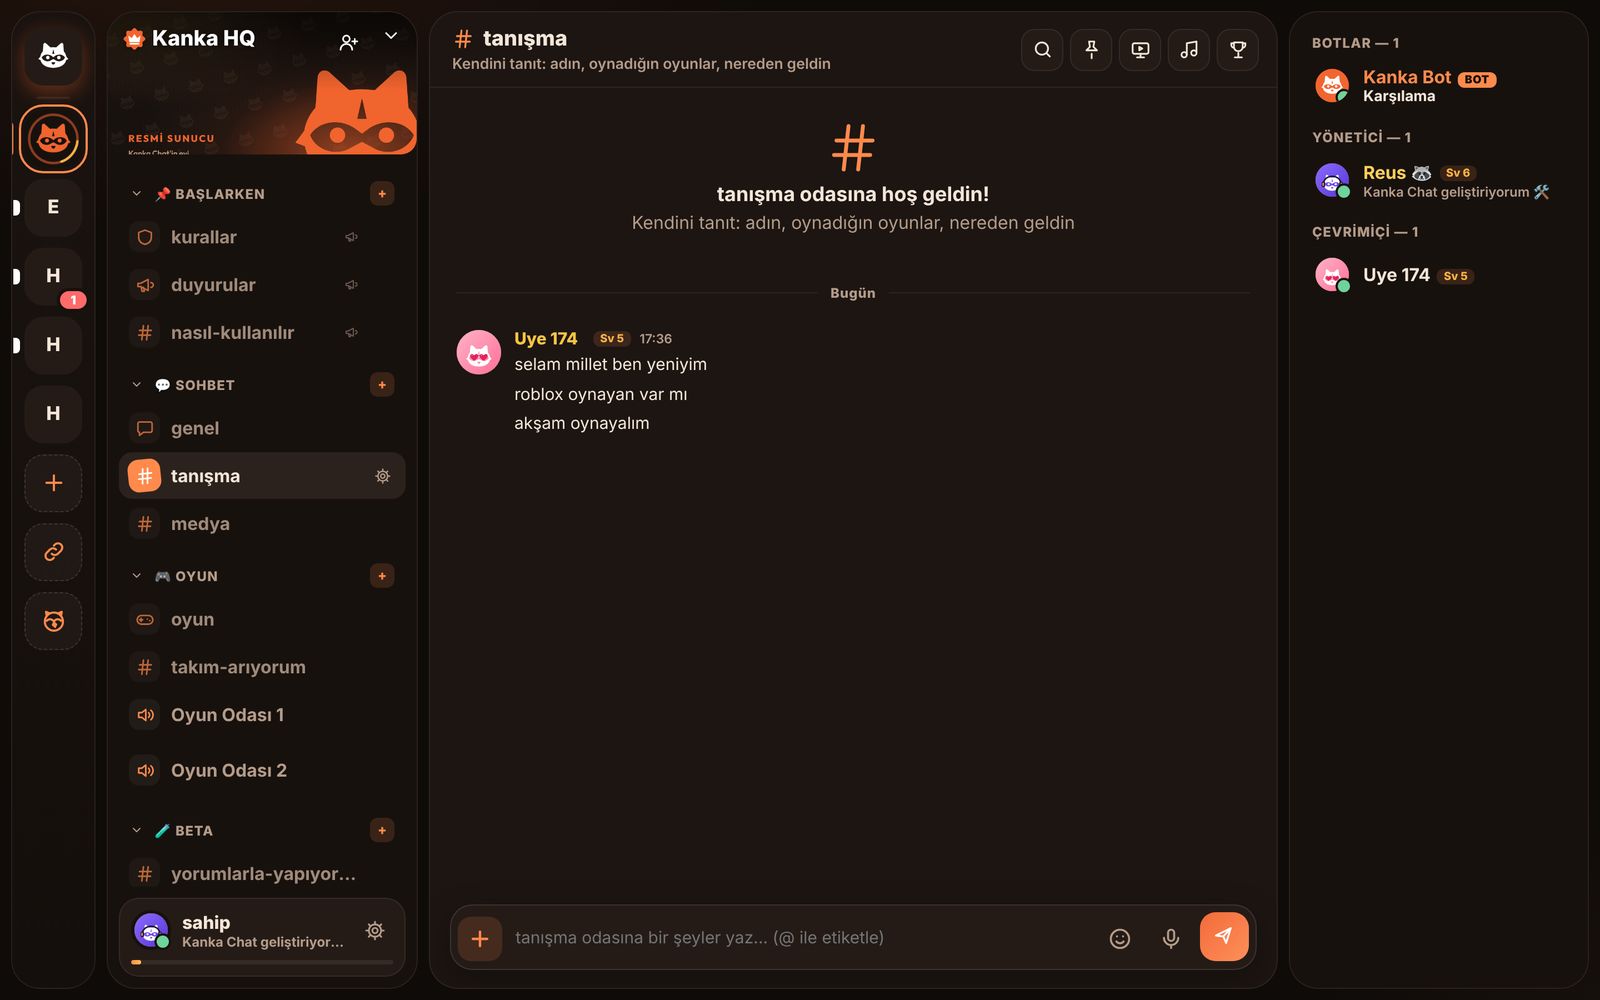 Kanka HQ
RESMİ SUNUCU
E
H
1
H
H
📌 BAŞLARKEN
kurallar
duyurular
nasıl-kullanılır
💬 SOHBET
genel
tanışma
medya
🎮 OYUN
oyun
takım-arıyorum
Oyun Odası 1
Oyun Odası 2
🧪 BETA
yorumlarla-yapıyor...
sahip
Kanka Chat geliştiriyor...
# tanışma
Kendini tanıt: adın, oynadığın oyunlar, nereden geldin
#
tanışma odasına hoş geldin!
Kendini tanıt: adın, oynadığın oyunlar, nereden geldin
Bugün
Uye 174 Sv 5 17:36
selam millet ben yeniyim
roblox oynayan var mı
akşam oynayalım
tanışma odasına bir şeyler yaz... (@ ile etiketle)
BOTLAR — 1
Kanka Bot BOT
Karşılama
YÖNETİCİ — 1
Reus 🦝 Sv 6
Kanka Chat geliştiriyorum 🛠️
ÇEVRİMİÇİ — 1
Uye 174 Sv 5